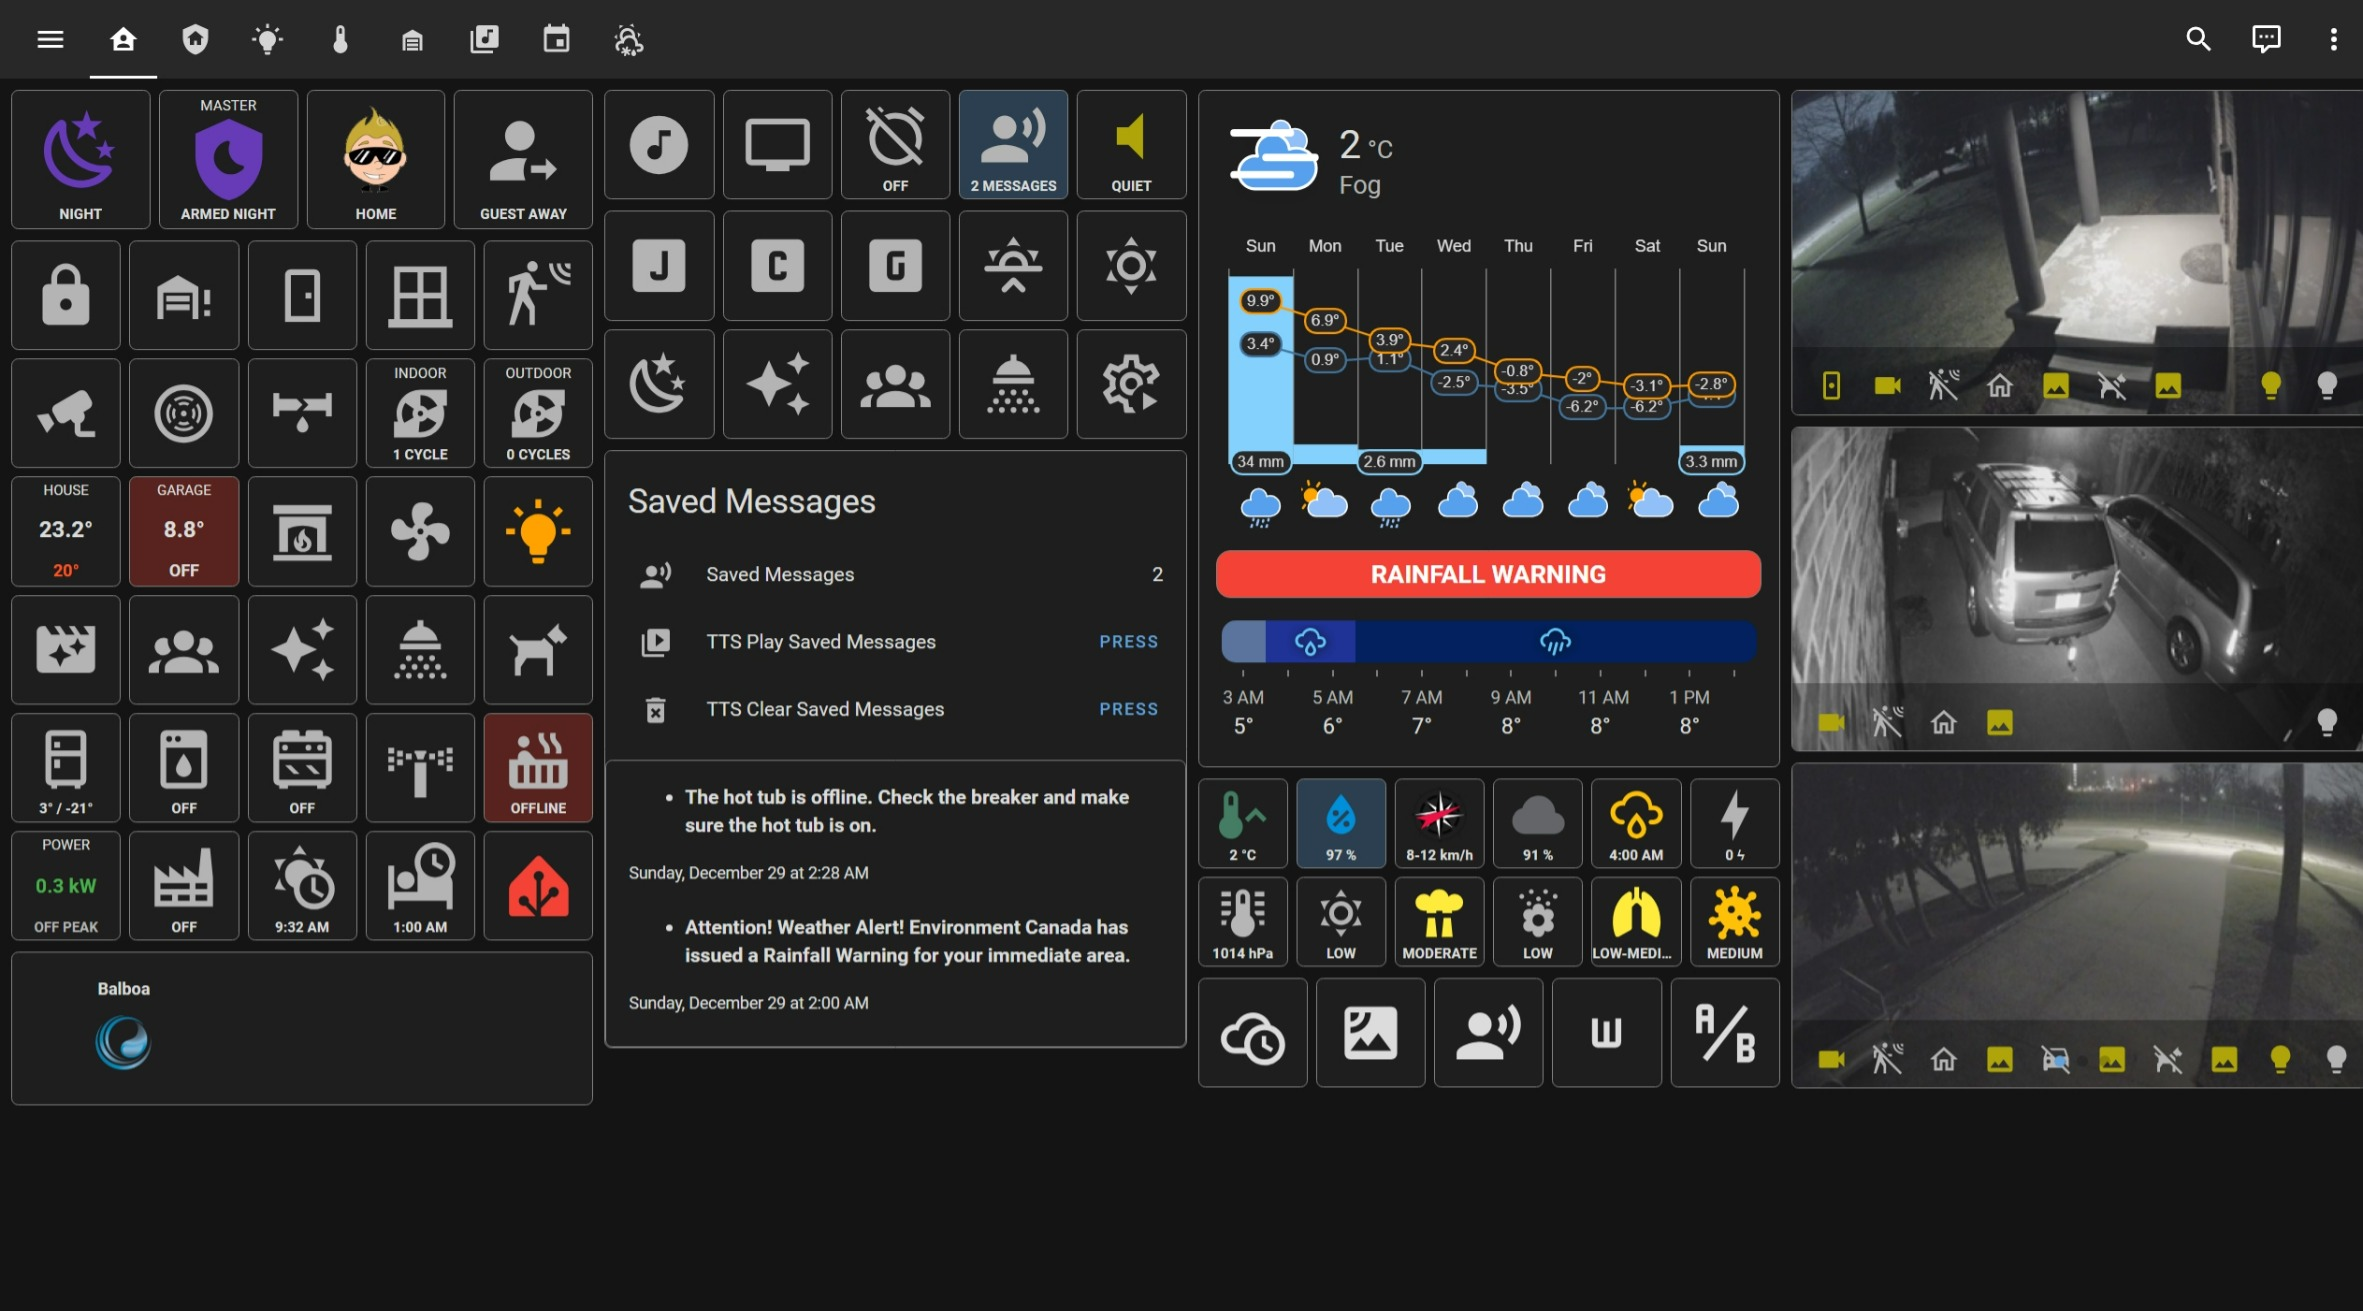 NIGHT
MASTER
ARMED NIGHT
HOME
GUEST AWAY
INDOOR
1 CYCLE
OUTDOOR
0 CYCLES
HOUSE
23.2°
20°
GARAGE
8.8°
OFF
3° / -21°
OFF
OFF
OFFLINE
POWER
0.3 kW
OFF PEAK
OFF
9:32 AM
1:00 AM
Balboa
OFF
2 MESSAGES
QUIET
J
C
G
Saved Messages
Saved Messages 2
TTS Play Saved Messages PRESS
TTS Clear Saved Messages PRESS
• The hot tub is offline. Check the breaker and make
sure the hot tub is on.
Sunday, December 29 at 2:28 AM
• Attention! Weather Alert! Environment Canada has
issued a Rainfall Warning for your immediate area.
Sunday, December 29 at 2:00 AM
2 °C
Fog
Sun Mon Tue Wed Thu Fri Sat Sun
9.9° 6.9° 3.9° 2.4° -0.8° -2° -3.1° -2.8°
3.4° 0.9° 1.1° -2.5° -3.5° -6.2° -6.2°
34 mm 2.6 mm 3.3 mm
RAINFALL WARNING
3 AM 5 AM 7 AM 9 AM 11 AM 1 PM
5° 6° 7° 8° 8° 8°
2 °C
97 %
8-12 km/h
91 %
4:00 AM
0
1014 hPa
LOW
MODERATE
LOW
LOW-MEDI...
MEDIUM
W
A/B